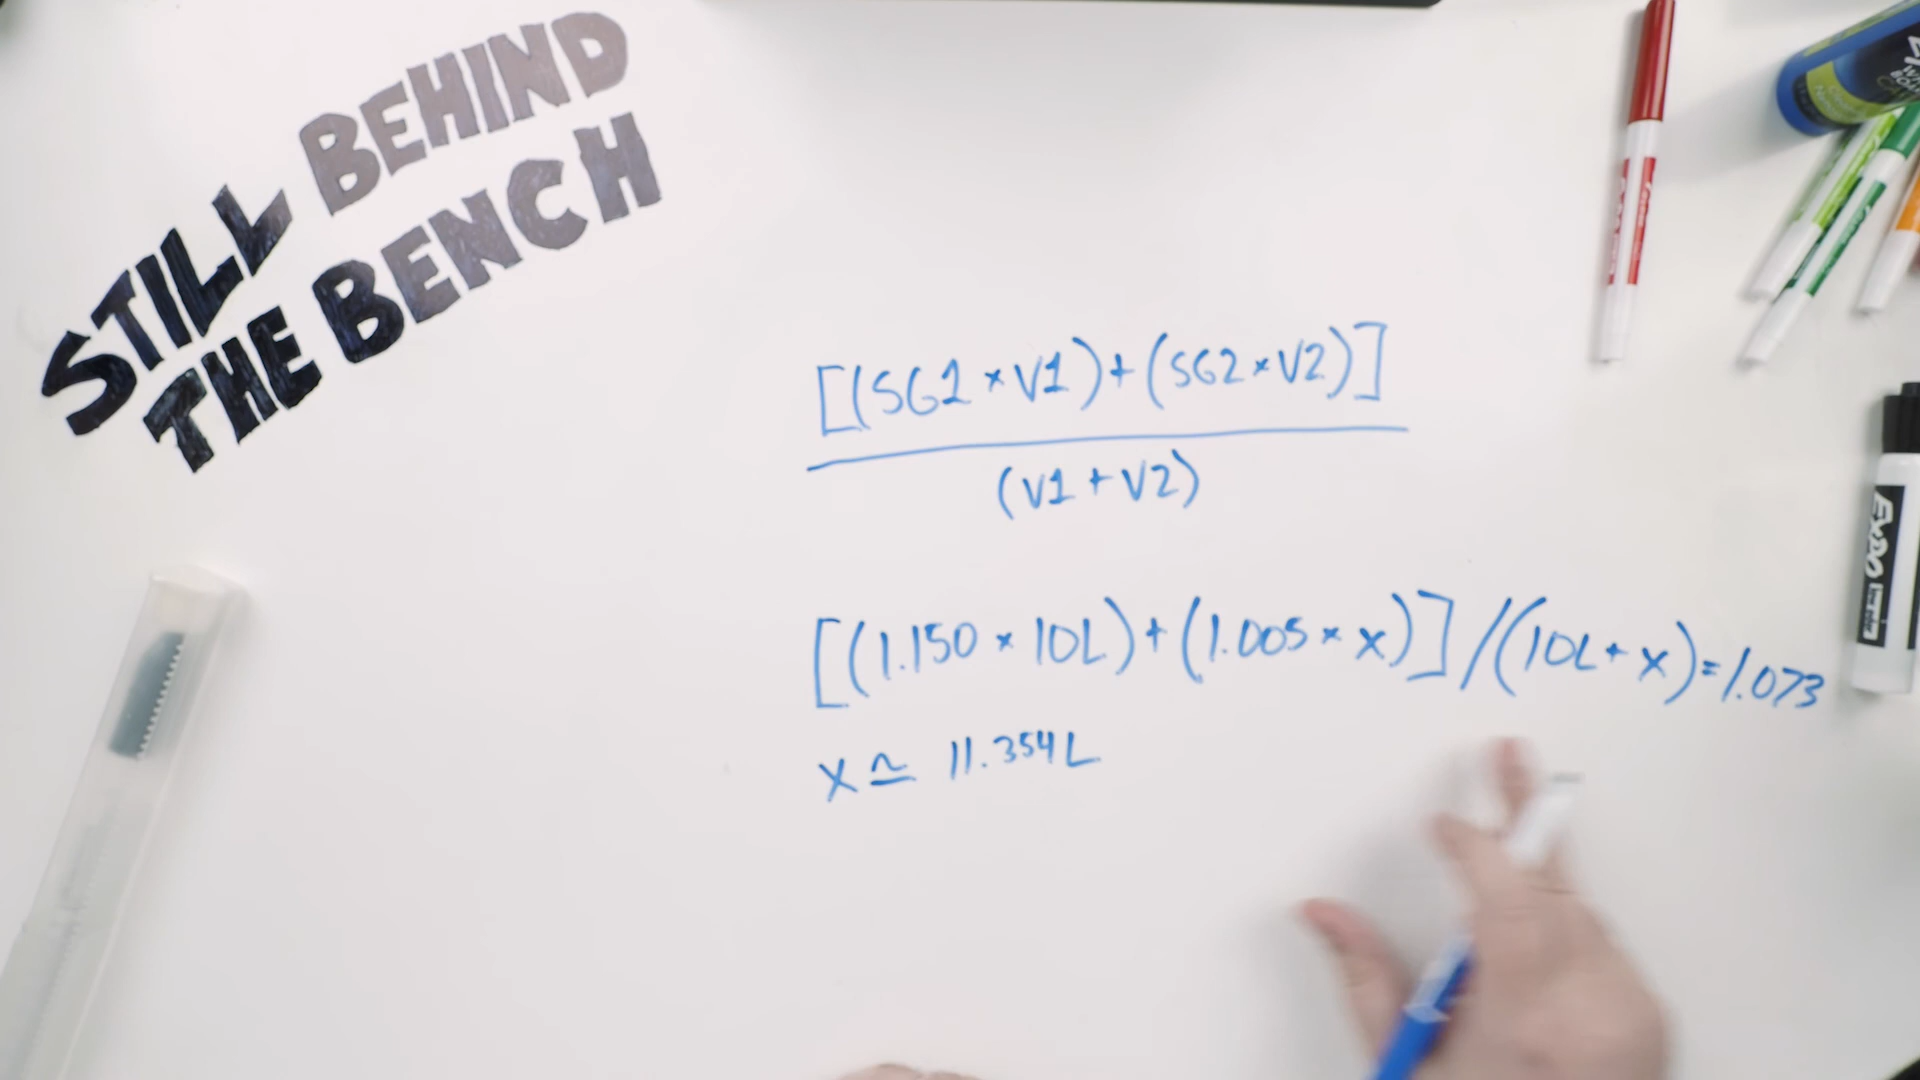 STILL BEHIND
THE BENCH
[(SG1 × V1) + (SG2 × V2)]
(V1 + V2)
[(1.150 × 10L) + (1.005 × x)] / (10L + x) = 1.073
x ≃ 11.354L
EXPO